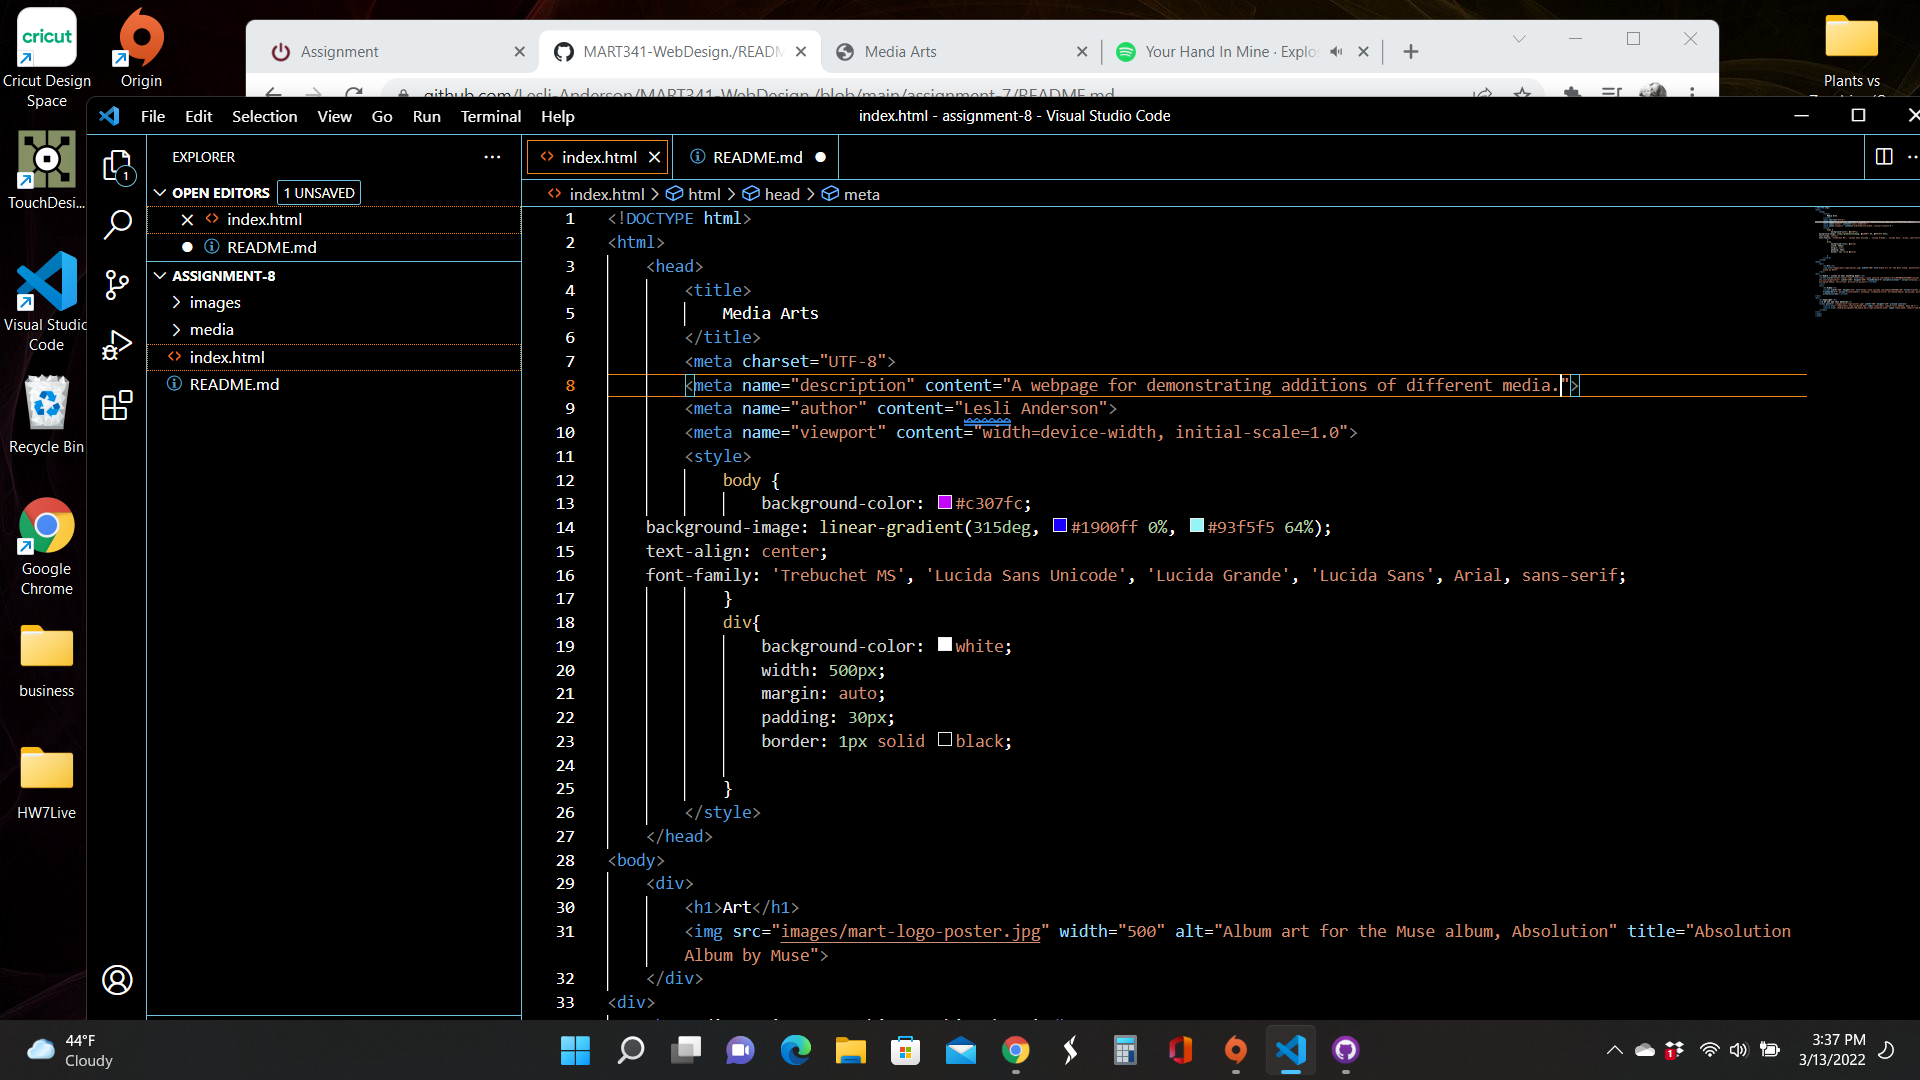 cricut
Cricut Design
Space
Origin
TouchDesi...
Visual Studio
Code
Recycle Bin
Google
Chrome
business
HW7Live
Plants vs
Assignment
MART341-WebDesign./READM
Media Arts
Your Hand In Mine · Explos
github.com/Lesli-Anderson/MART341-WebDesign./blob/main/assignment-7/README.md
File Edit Selection View Go Run Terminal Help
index.html - assignment-8 - Visual Studio Code
EXPLORER
OPEN EDITORS 1 UNSAVED
index.html
README.md
ASSIGNMENT-8
images
media
index.html
README.md
1
index.html
README.md
index.html > html > head > meta
1 <!DOCTYPE html>
2 <html>
3 <head>
4 <title>
5 Media Arts
6 </title>
7 <meta charset="UTF-8">
8 <meta name="description" content="A webpage for demonstrating additions of different media.">
9 <meta name="author" content="Lesli Anderson">
10 <meta name="viewport" content="width=device-width, initial-scale=1.0">
11 <style>
12 body {
13 background-color: #c307fc;
14 background-image: linear-gradient(315deg, #1900ff 0%, #93f5f5 64%);
15 text-align: center;
16 font-family: 'Trebuchet MS', 'Lucida Sans Unicode', 'Lucida Grande', 'Lucida Sans', Arial, sans-serif;
17 }
18 div{
19 background-color: white;
20 width: 500px;
21 margin: auto;
22 padding: 30px;
23 border: 1px solid black;
24
25 }
26 </style>
27 </head>
28 <body>
29 <div>
30 <h1>Art</h1>
31 <img src="images/mart-logo-poster.jpg" width="500" alt="Album art for the Muse album, Absolution" title="Absolution
Album by Muse">
32 </div>
33 <div>
44°F
Cloudy
1
3:37 PM
3/13/2022